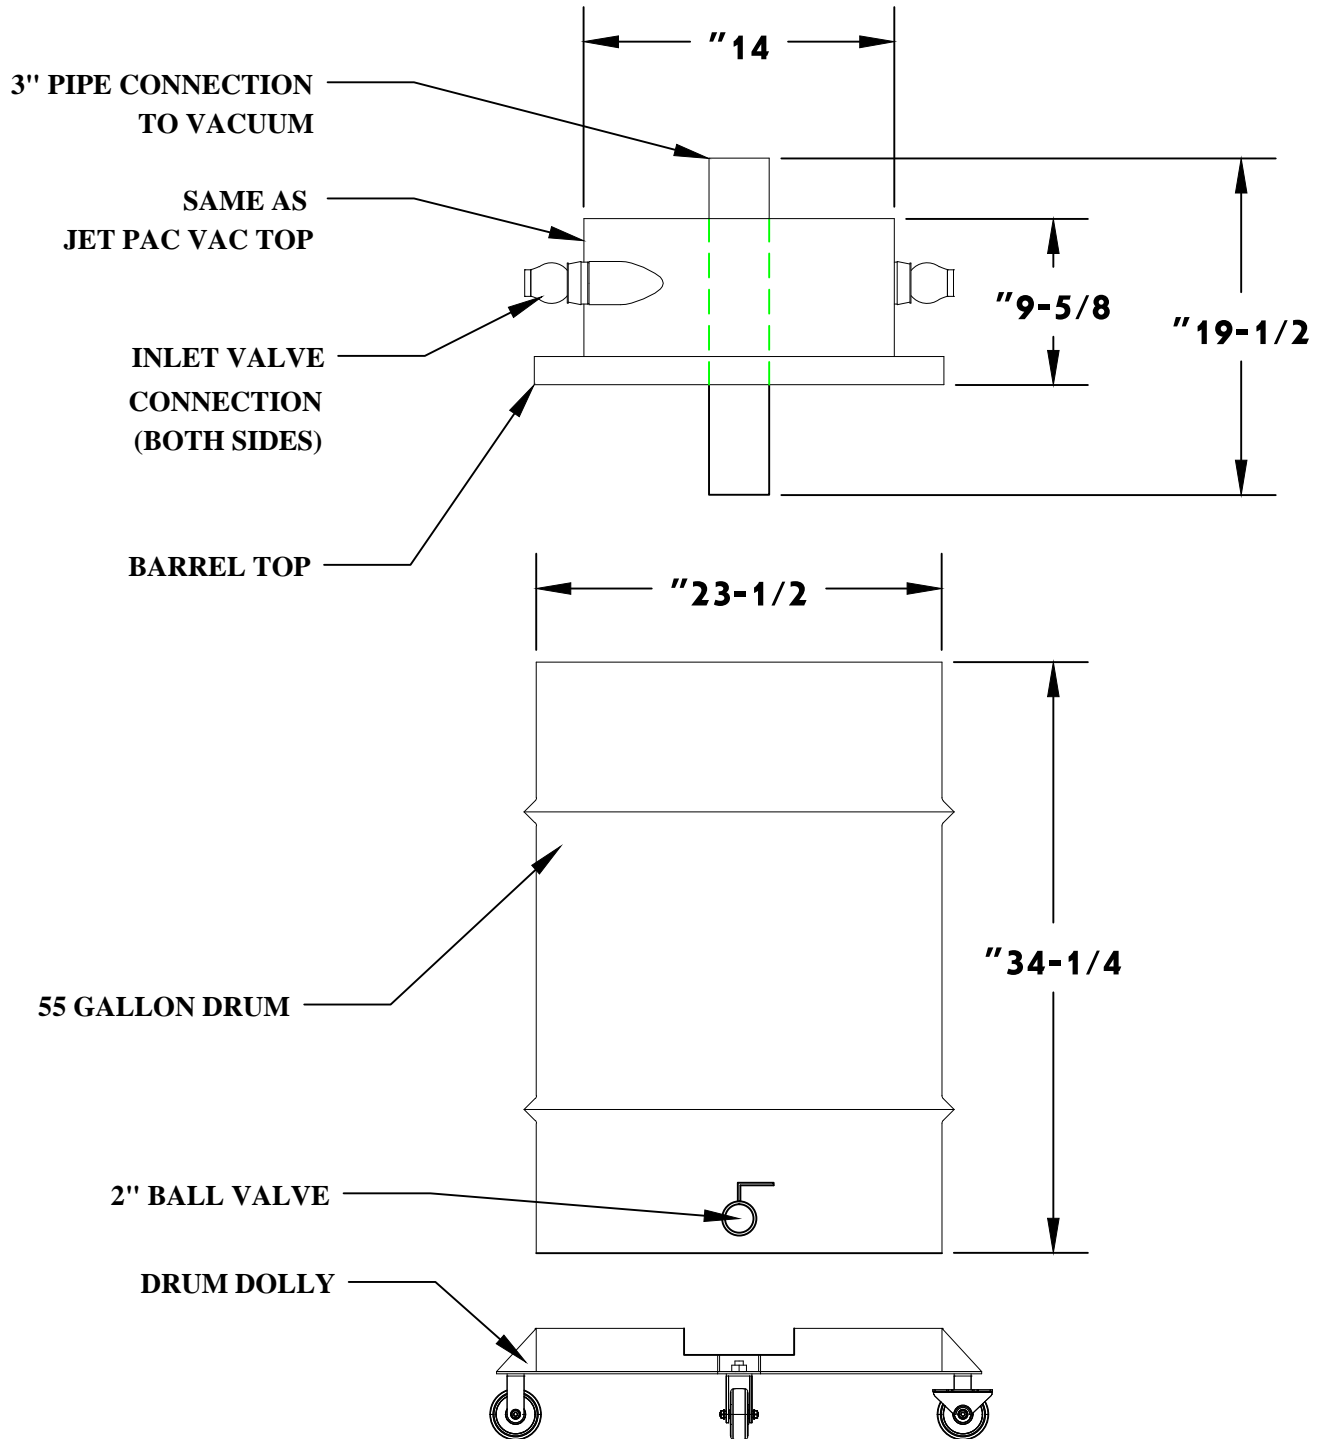 ″14
3" PIPE CONNECTION
TO VACUUM
SAME AS
JET PAC VAC TOP
″9-5/8
″19-1/2
INLET VALVE
CONNECTION
(BOTH SIDES)
BARREL TOP
″23-1/2
″34-1/4
55 GALLON DRUM
2" BALL VALVE
DRUM DOLLY